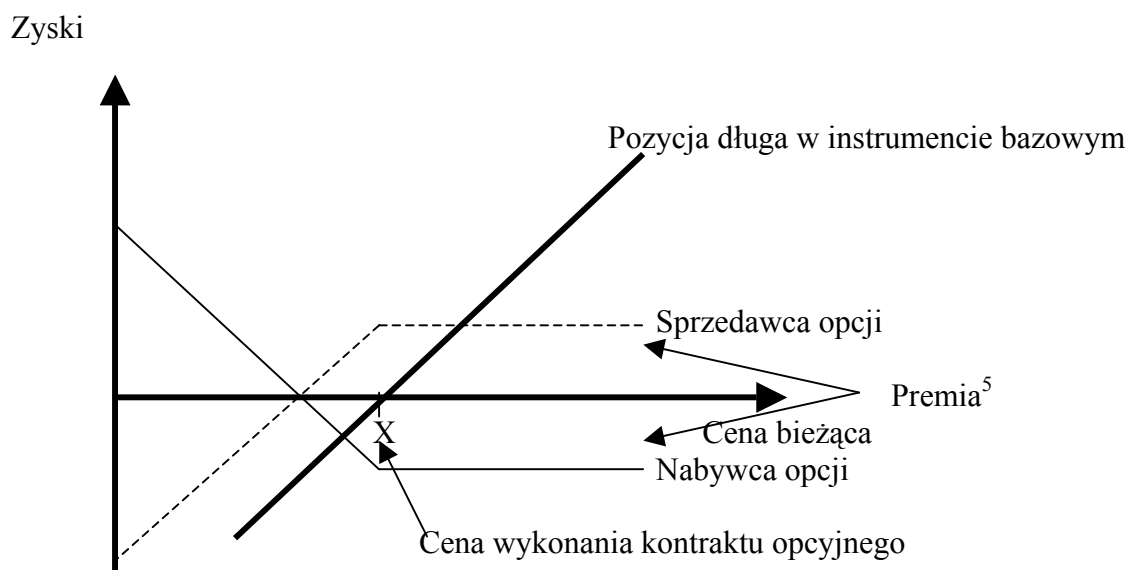 Zyski
Pozycja długa w instrumencie bazowym
Sprzedawca opcji
Premia5
X
Cena bieżąca
Nabywca opcji
Cena wykonania kontraktu opcyjnego